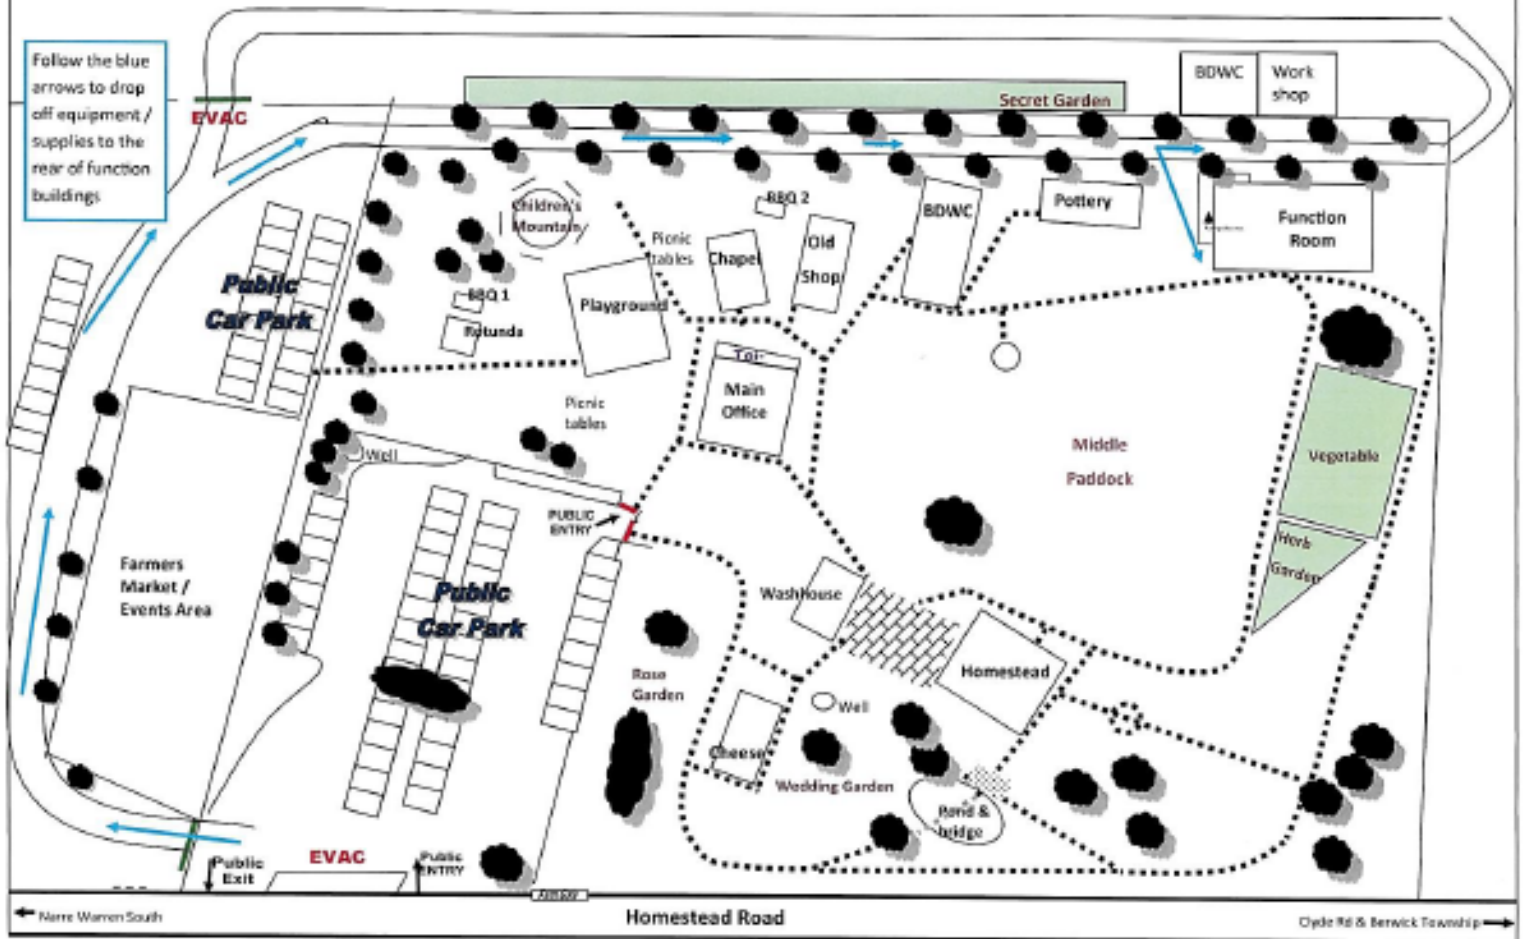 Follow the blue
arrows to drop
off equipment /
supplies to the
rear of function
buildings
EVAC
Secret Garden
BDWC
Work
shop
Children's
Mountain
BBQ 2
Picnic
tables
Chapel
Old
Shop
BDWC
Pottery
Function
Room
Public
Car Park
BBQ 1
Rotunda
Playground
Toi-
Main
Office
Picnic
tables
Middle
Paddock
Vegetable
Herb
Garden
Well
PUBLIC
ENTRY
Farmers
Market /
Events Area
Public
Car Park
WashHouse
Rose
Garden
Homestead
Well
Cheese
Wedding Garden
Pond &
bridge
Public
Exit
EVAC
Public
ENTRY
Narre Warren South
Homestead Road
Clyde Rd & Berwick Township